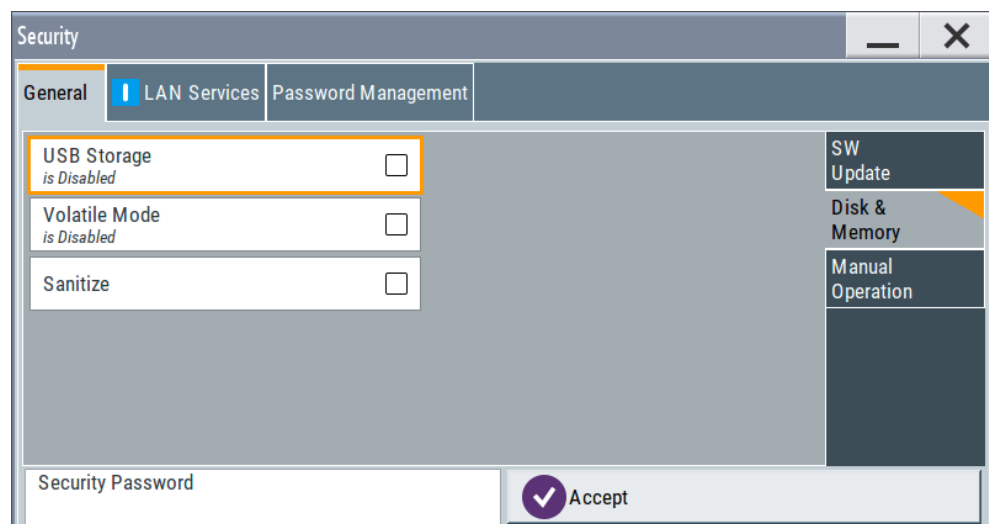 Security
General
LAN Services
Password Management
USB Storage
is Disabled
Volatile Mode
is Disabled
Sanitize
SW
Update
Disk &
Memory
Manual
Operation
Security Password
Accept